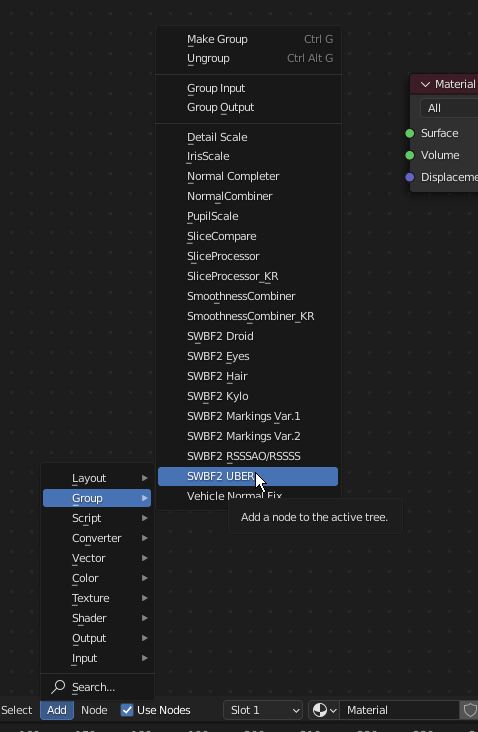 Make Group Ctrl G
Ungroup Ctrl Alt G
Group Input
Group Output
Detail Scale
IrisScale
Normal Completer
NormalCombiner
PupilScale
SliceCompare
SliceProcessor
SliceProcessor_KR
SmoothnessCombiner
SmoothnessCombiner_KR
SWBF2 Droid
SWBF2 Eyes
SWBF2 Hair
SWBF2 Kylo
SWBF2 Markings Var.1
SWBF2 Markings Var.2
SWBF2 RSSSAO/RSSSS
SWBF2 UBER
Vehicle Normal Fix
Add a node to the active tree.
Material
All
Surface
Volume
Displaceme
Layout
Group
Script
Converter
Vector
Color
Texture
Shader
Output
Input
Search...
Select Add Node Use Nodes Slot 1 Material